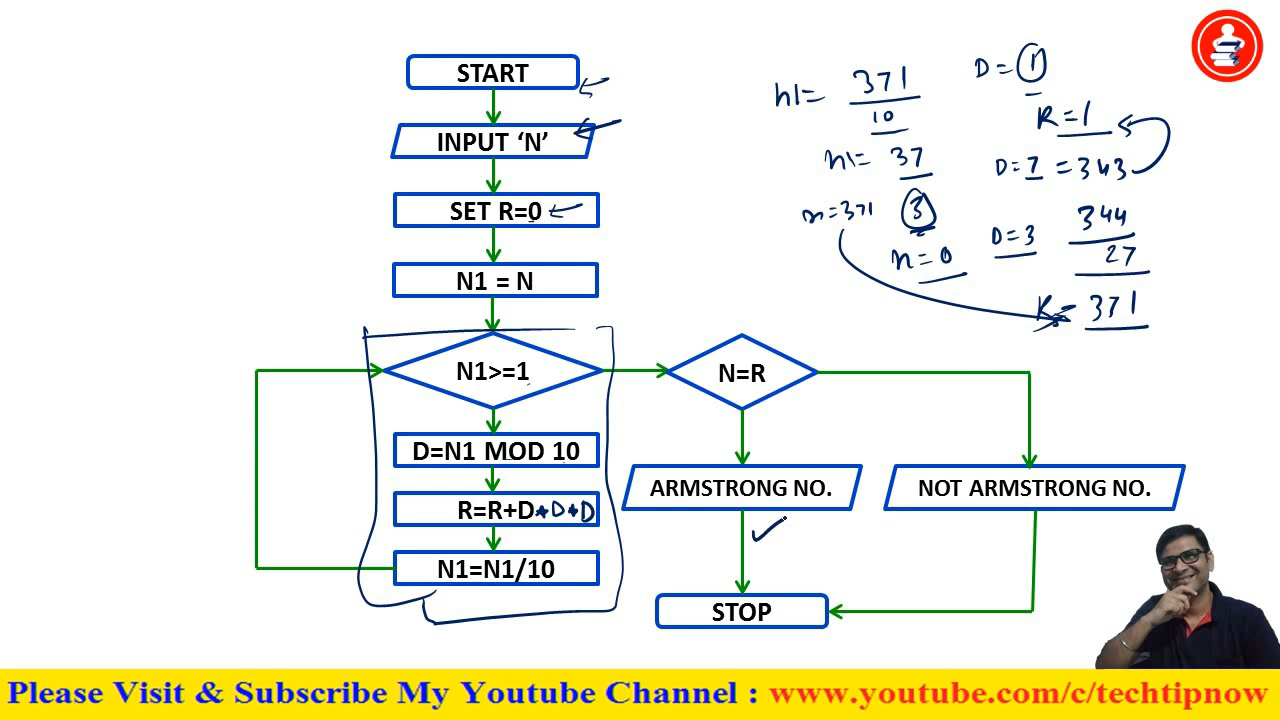 START
INPUT ‘N’
SET R=0
N1 = N
N1>=1
D=N1 MOD 10
R=R+D*D*D
N1=N1/10
N=R
ARMSTRONG NO.
NOT ARMSTRONG NO.
STOP
n1= 371
10
n1= 37
n=371 3
n=0
D=1
R=1
D=7 =343
344
D=3
27
R= 371
Please Visit & Subscribe My Youtube Channel : www.youtube.com/c/techtipnow